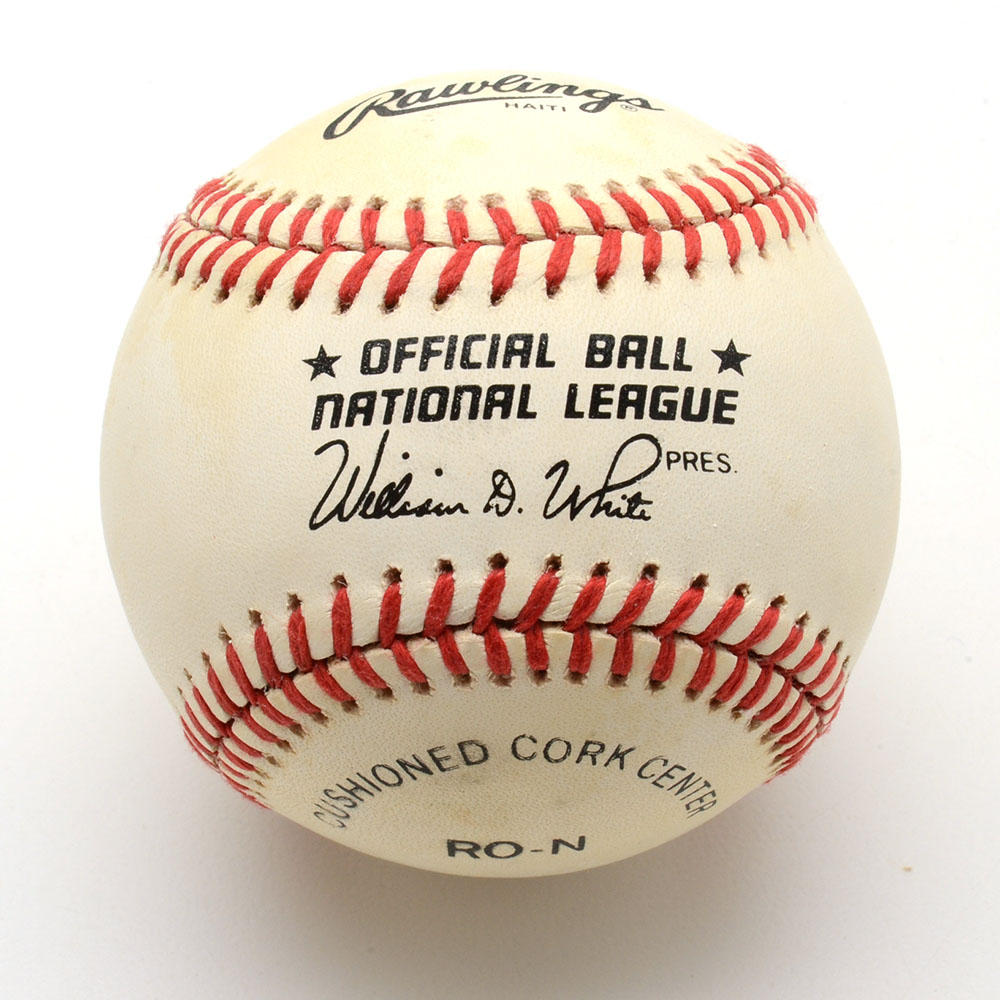 Rawlings®
HAITI
★ OFFICIAL BALL ★
NATIONAL LEAGUE
William D. White PRES.
CUSHIONED CORK CENTER
RO-N